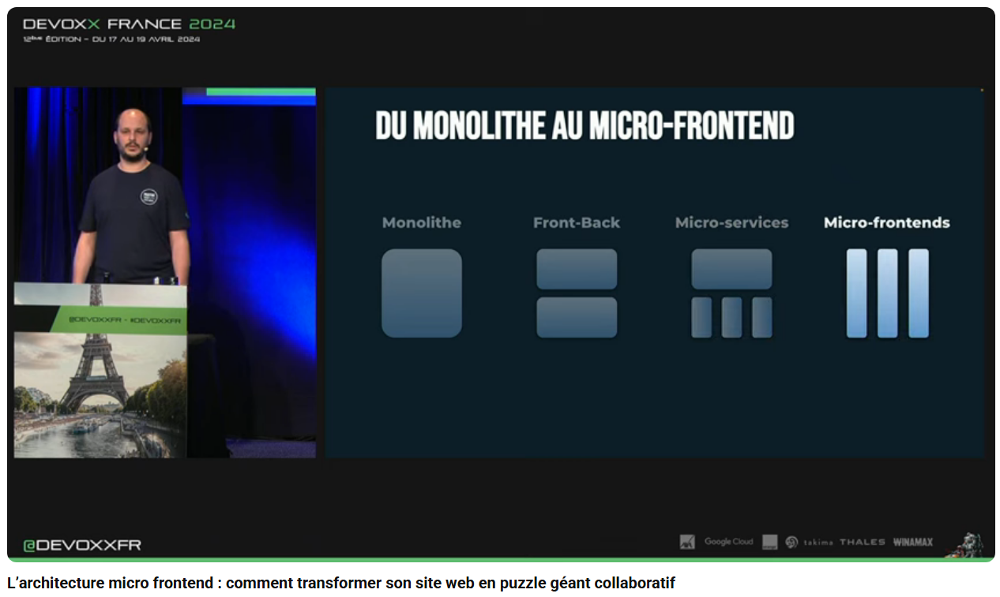 DEVOXX FRANCE 2024
12ème ÉDITION - DU 17 AU 19 AVRIL 2024
DU MONOLITHE AU MICRO-FRONTEND
Monolithe
Front-Back
Micro-services
Micro-frontends
@DEVOXXFR - #DEVOXXFR
@DEVOXXFR
Google Cloud
takima
THALES
WINAMAX
L’architecture micro frontend : comment transformer son site web en puzzle géant collaboratif